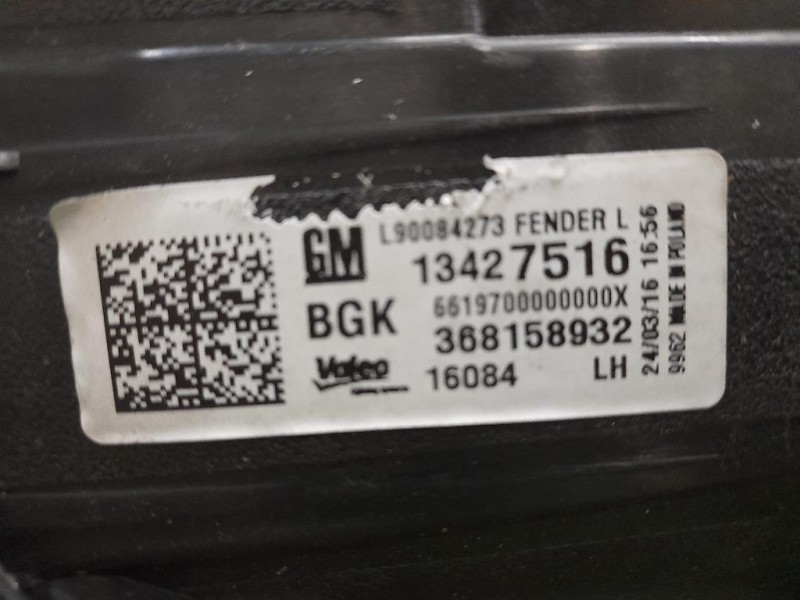 L90084273 FENDER L
GM
13427516
BGK
6619700000000X
368158932
Valeo
16084 LH
24/03/16 16:56
9962 MADE IN POLAND